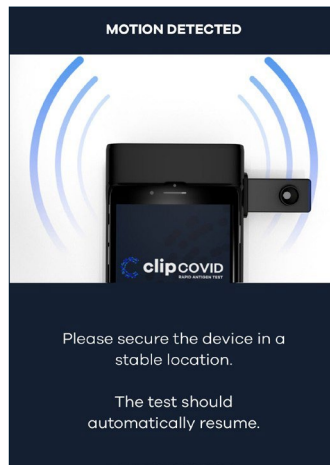 MOTION DETECTED
clip COVID
RAPID ANTIGEN TEST
Please secure the device in a
stable location.
The test should
automatically resume.